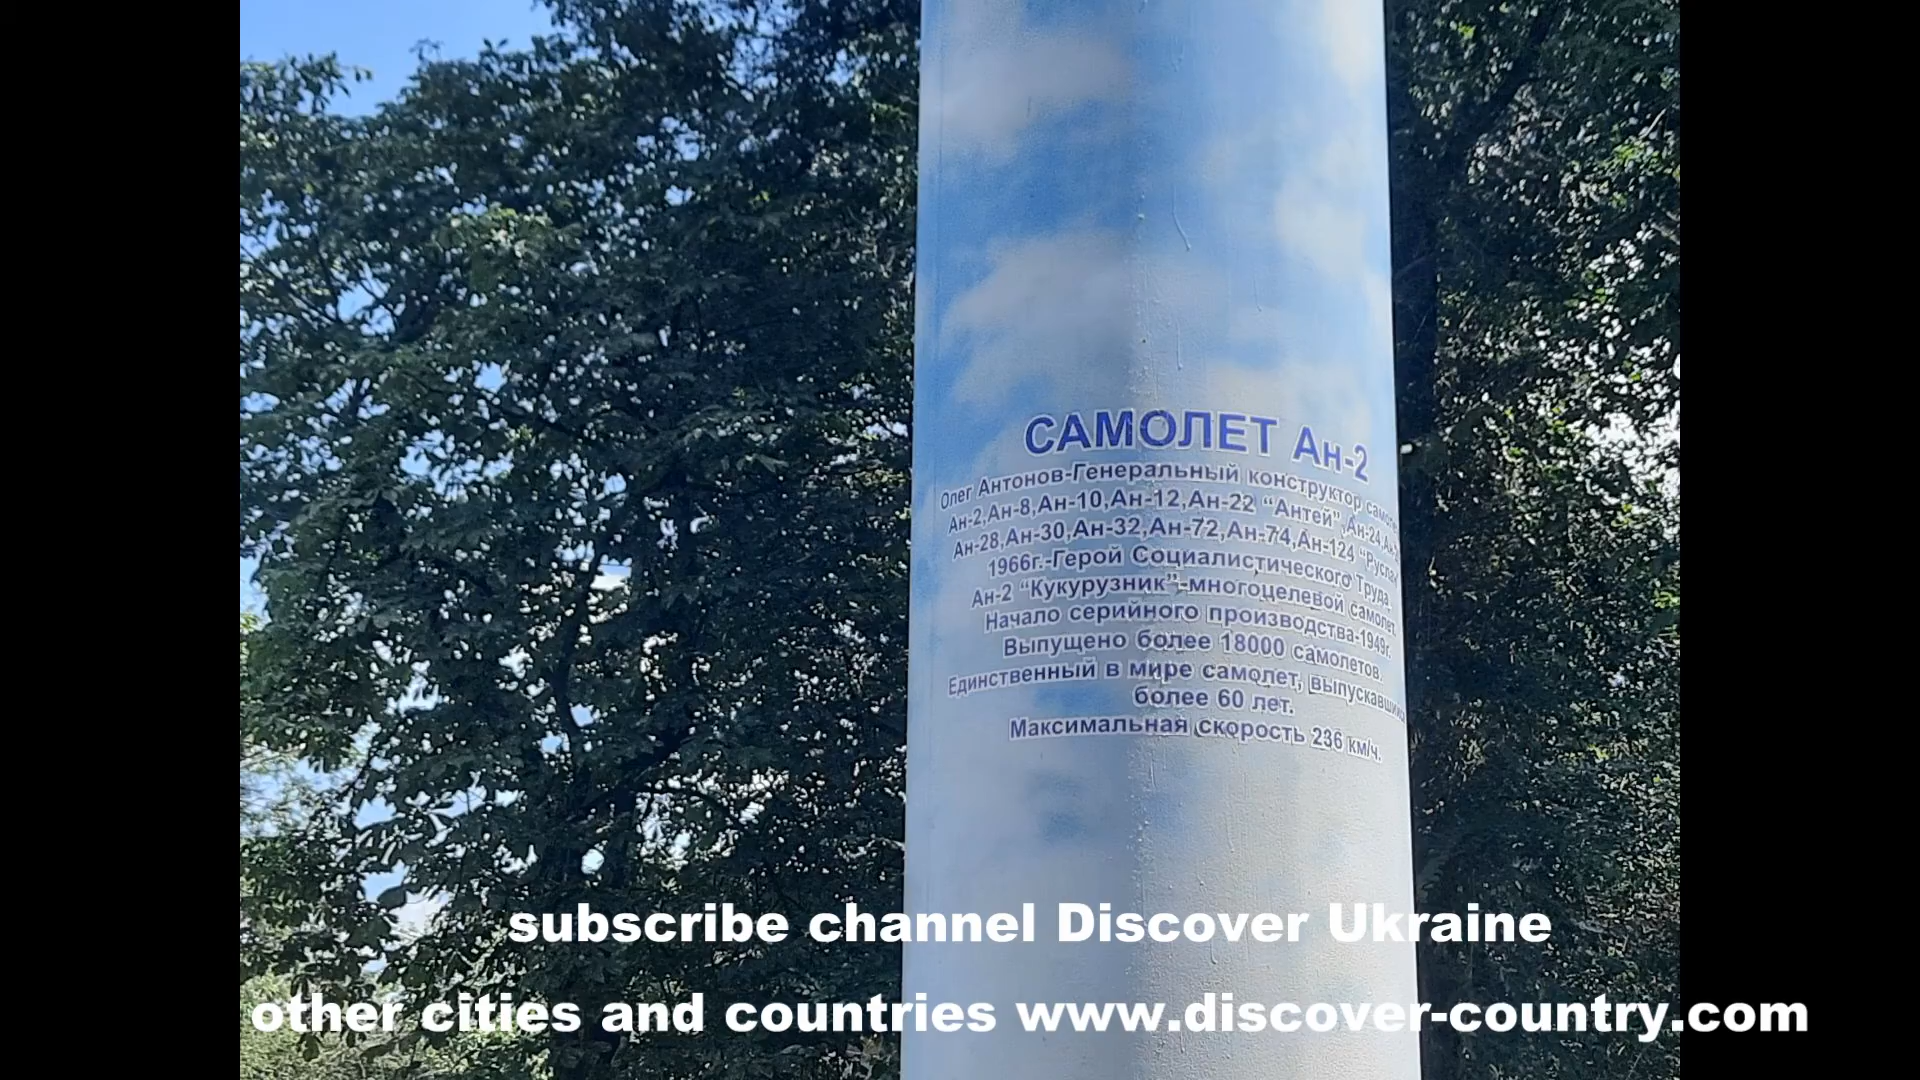 САМОЛЕТ Ан-2
Олег Антонов-Генеральный конструктор
Ан-2,Ан-8,Ан-10,Ан-12,Ан-22 “Антей”,Ан-24,
Ан-28,Ан-30,Ан-32,Ан-72,Ан-74,Ан-124
1966г.-Герой Социалистического Труда
Ан-2 “Кукурузник”-многоцелевой самолет.
Начало серийного производства-1949г.
Выпущено более 18000 самолетов.
Единственный в мире самолет,
более 60 лет.
Максимальная скорость 236 км/ч.
subscribe channel Discover Ukraine
other cities and countries www.discover-country.com